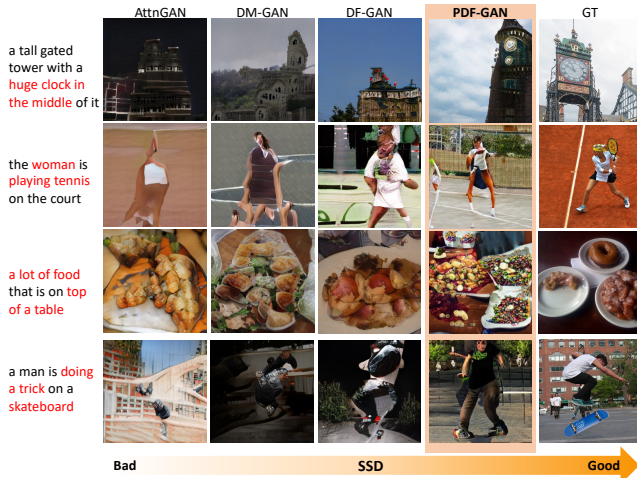 AttnGAN DM-GAN DF-GAN PDF-GAN GT
a tall gated
tower with a
huge clock in
the middle of it
the woman is
playing tennis
on the court
a lot of food
that is on top
of a table
a man is doing
a trick on a
skateboard
Bad SSD Good